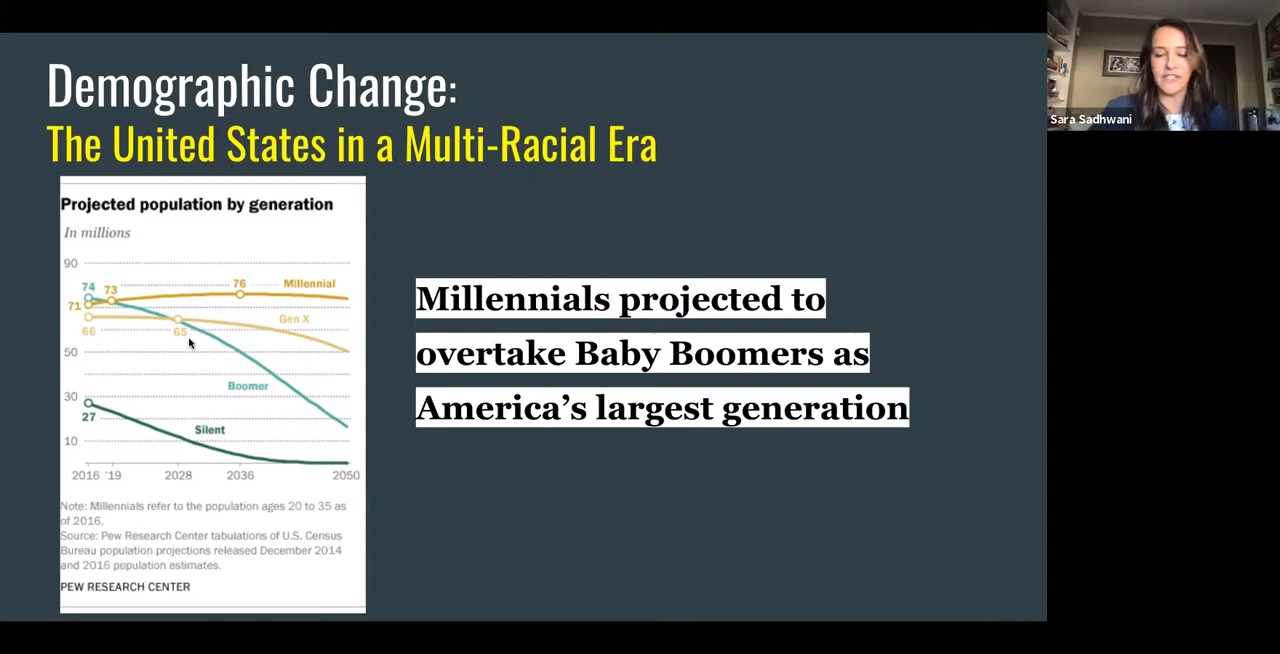 Demographic Change:
The United States in a Multi-Racial Era
Sara Sadhwani
Projected population by generation
In millions
90
74
73
76
Millennial
71
Gen X
66
65
50
Boomer
30
27
Silent
10
2016 '19 2028 2036 2050
Note: Millennials refer to the population ages 20 to 35 as
of 2016.
Source: Pew Research Center tabulations of U.S. Census
Bureau population projections released December 2014
and 2016 population estimates.
PEW RESEARCH CENTER
Millennials projected to
overtake Baby Boomers as
America's largest generation